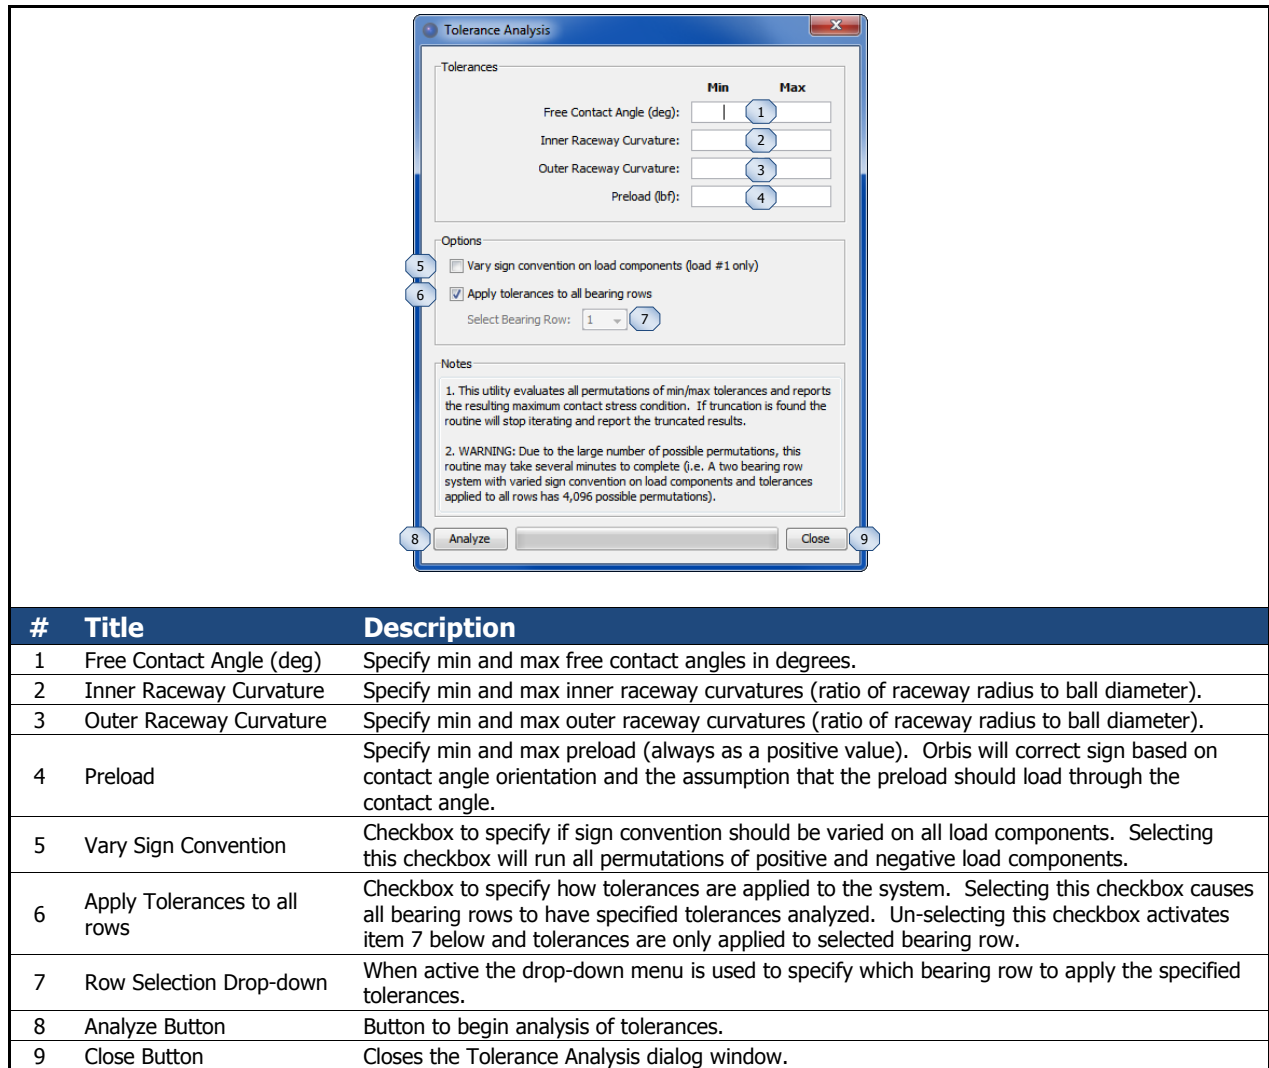 Tolerance Analysis
Tolerances
Min Max
Free Contact Angle (deg): 1
Inner Raceway Curvature: 2
Outer Raceway Curvature: 3
Preload (lbf): 4
Options
5 Vary sign convention on load components (load #1 only)
6 Apply tolerances to all bearing rows
Select Bearing Row: 1 7
Notes
1. This utility evaluates all permutations of min/max tolerances and reports
the resulting maximum contact stress condition. If truncation is found the
routine will stop iterating and report the truncated results.
2. WARNING: Due to the large number of possible permutations, this
routine may take several minutes to complete (i.e. A two bearing row
system with varied sign convention on load components and tolerances
applied to all rows has 4,096 possible permutations).
8 Analyze Close 9
# Title Description
1 Free Contact Angle (deg) Specify min and max free contact angles in degrees.
2 Inner Raceway Curvature Specify min and max inner raceway curvatures (ratio of raceway radius to ball diameter).
3 Outer Raceway Curvature Specify min and max outer raceway curvatures (ratio of raceway radius to ball diameter).
4 Preload Specify min and max preload (always as a positive value). Orbis will correct sign based on
contact angle orientation and the assumption that the preload should load through the
contact angle.
5 Vary Sign Convention Checkbox to specify if sign convention should be varied on all load components. Selecting
this checkbox will run all permutations of positive and negative load components.
6 Apply Tolerances to all
rows
Checkbox to specify how tolerances are applied to the system. Selecting this checkbox causes
all bearing rows to have specified tolerances analyzed. Un-selecting this checkbox activates
item 7 below and tolerances are only applied to selected bearing row.
7 Row Selection Drop-down When active the drop-down menu is used to specify which bearing row to apply the specified
tolerances.
8 Analyze Button Button to begin analysis of tolerances.
9 Close Button Closes the Tolerance Analysis dialog window.